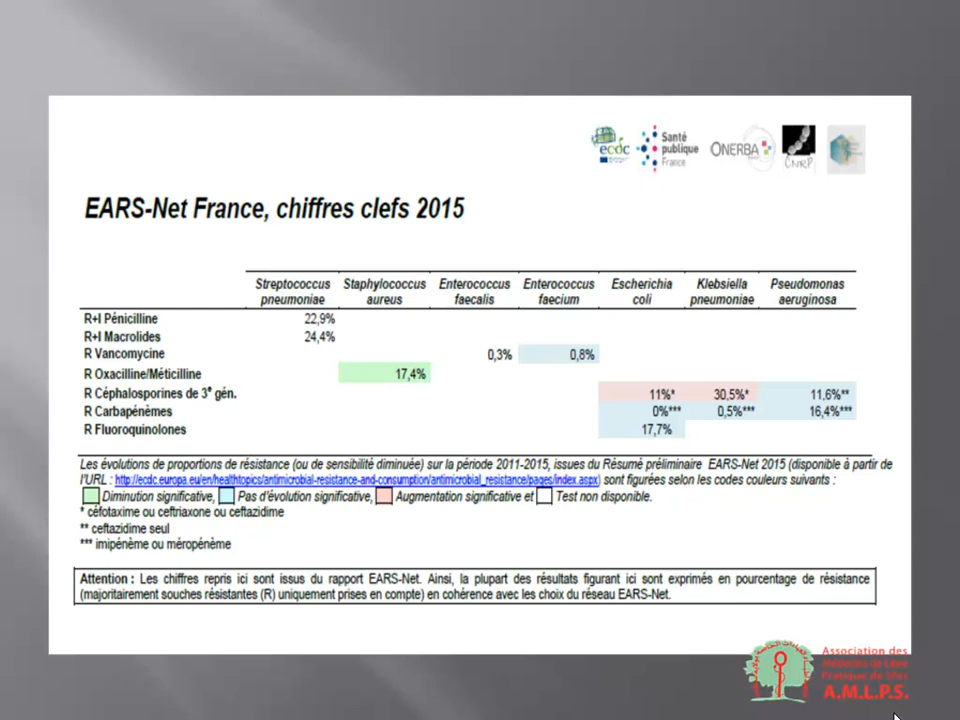 ecdc
Santé
publique
France
ONERBA
CNRP
EARS-Net France, chiffres clefs 2015
Streptococcus pneumoniae Staphylococcus aureus Enterococcus faecalis Enterococcus faecium Escherichia coli Klebsiella pneumoniae Pseudomonas aeruginosa
R+I Pénicilline 22,9%
R+I Macrolides 24,4%
R Vancomycine 0,3% 0,8%
R Oxacilline/Méticilline 17,4%
R Céphalosporines de 3e gén. 11%* 30,5%* 11,6%**
R Carbapénèmes 0%*** 0,5%*** 16,4%***
R Fluoroquinolones 17,7%
Les évolutions de proportions de résistance (ou de sensibilité diminuée) sur la période 2011-2015, issues du Résumé préliminaire EARS-Net 2015 (disponible à partir de
l'URL : http://ecdc.europa.eu/en/healthtopics/antimicrobial-resistance-and-consumption/antimicrobial_resistance/pages/index.aspx) sont figurées selon les codes couleurs suivants :
Diminution significative, Pas d'évolution significative, Augmentation significative et Test non disponible.
* céfotaxime ou ceftriaxone ou ceftazidime
** ceftazidime seul
*** imipénème ou méropénème
Attention : Les chiffres repris ici sont issus du rapport EARS-Net. Ainsi, la plupart des résultats figurant ici sont exprimés en pourcentage de résistance
(majoritairement souches résistantes (R) uniquement prises en compte) en cohérence avec les choix du réseau EARS-Net.
Association des
Médecins de Libre
Pratique de Sfax
A.M.L.P.S.